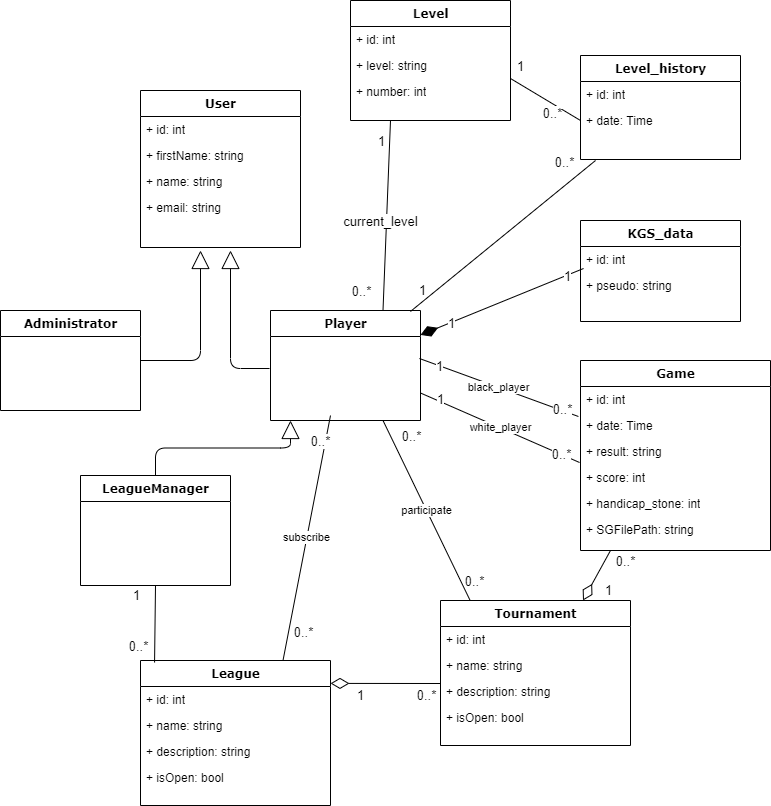 Level
+ id: int
+ level: string
+ number: int
1
1
Level_history
+ id: int
+ date: Time
0..*
0..*
User
+ id: int
+ firstName: string
+ name: string
+ email: string
current_level
0..*
1
KGS_data
+ id: int
+ pseudo: string
1
1
Administrator
Player
1
black_player
0..*
1
white_player
0..*
Game
+ id: int
+ date: Time
+ result: string
+ score: int
+ handicap_stone: int
+ SGFilePath: string
0..*
0..*
LeagueManager
subscribe
participate
0..*
0..*
1
1
0..*
0..*
Tournament
+ id: int
+ name: string
+ description: string
+ isOpen: bool
League
+ id: int
+ name: string
+ description: string
+ isOpen: bool
1
0..*